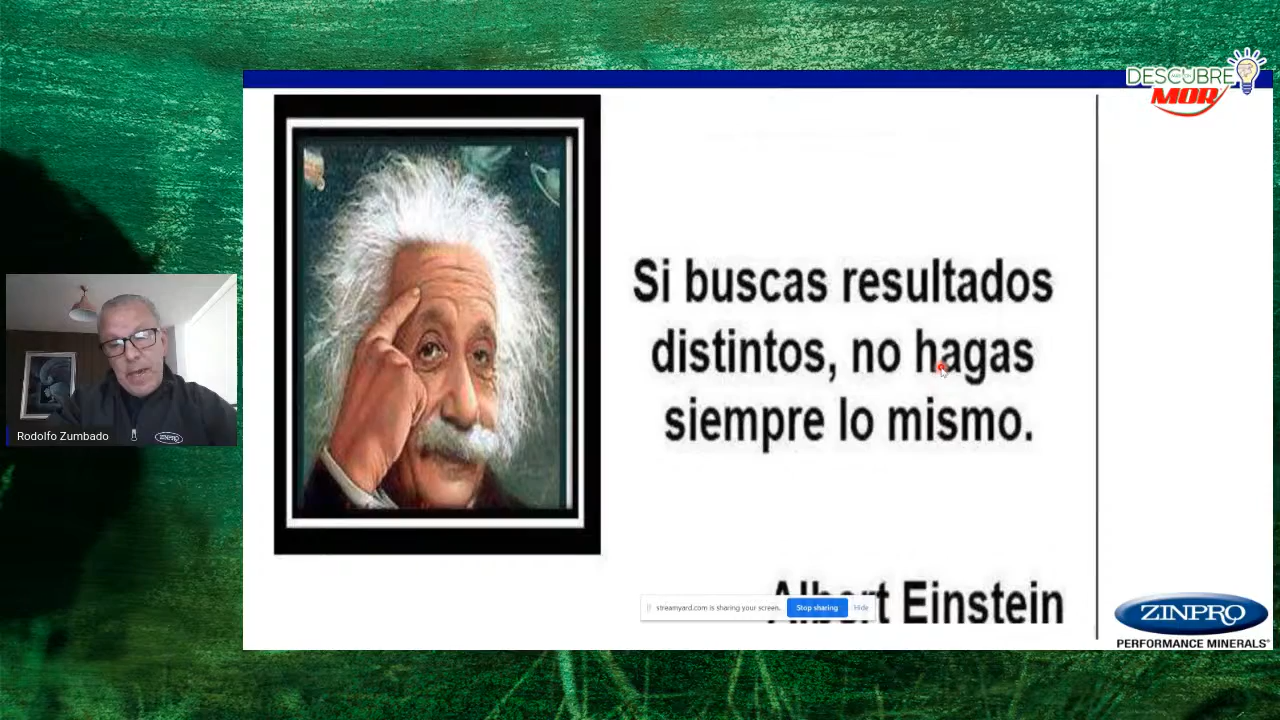 DESCUBRE
MOR
Si buscas resultados
distintos, no hagas
siempre lo mismo.
Albert Einstein
streamyard.com is sharing your screen.
Stop sharing
Hide
Rodolfo Zumbado
ZINPRO
ZINPRO
PERFORMANCE MINERALS